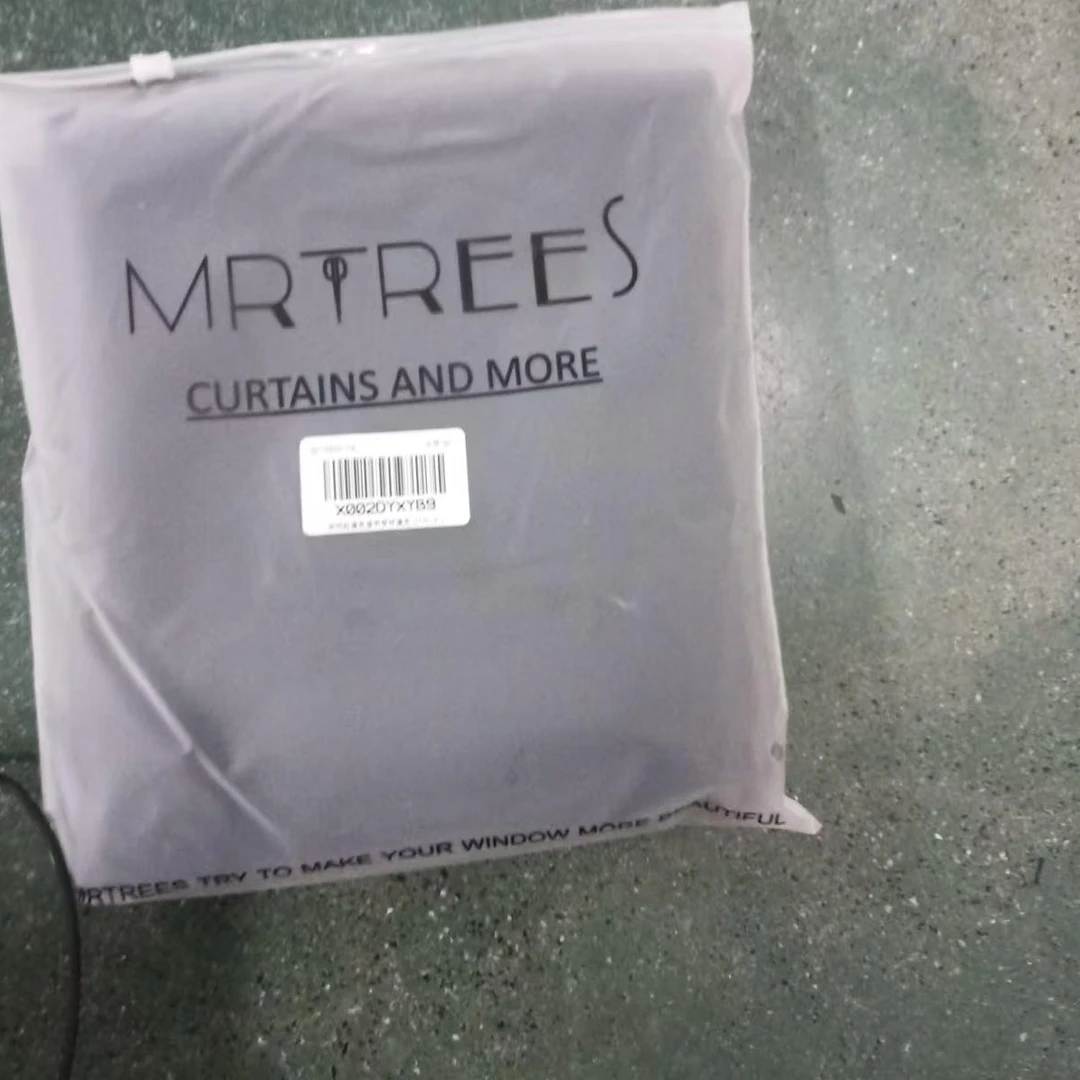 MRTREES
CURTAINS AND MORE
X002DYXYB9
MRTREES TRY TO MAKE YOUR WINDOW MORE BEAUTIFUL